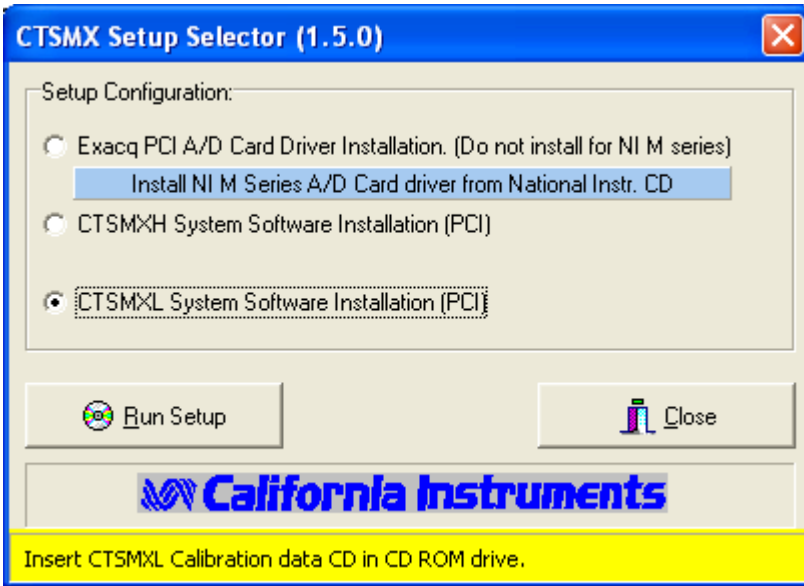 CTSMX Setup Selector (1.5.0)
Setup Configuration:
Exacq PCI A/D Card Driver Installation. (Do not install for NI M series)
Install NI M Series A/D Card driver from National Instr. CD
CTSMXH System Software Installation (PCI)
CTSMXL System Software Installation (PCI)
Run Setup
Close
California Instruments
Insert CTSMXL Calibration data CD in CD ROM drive.